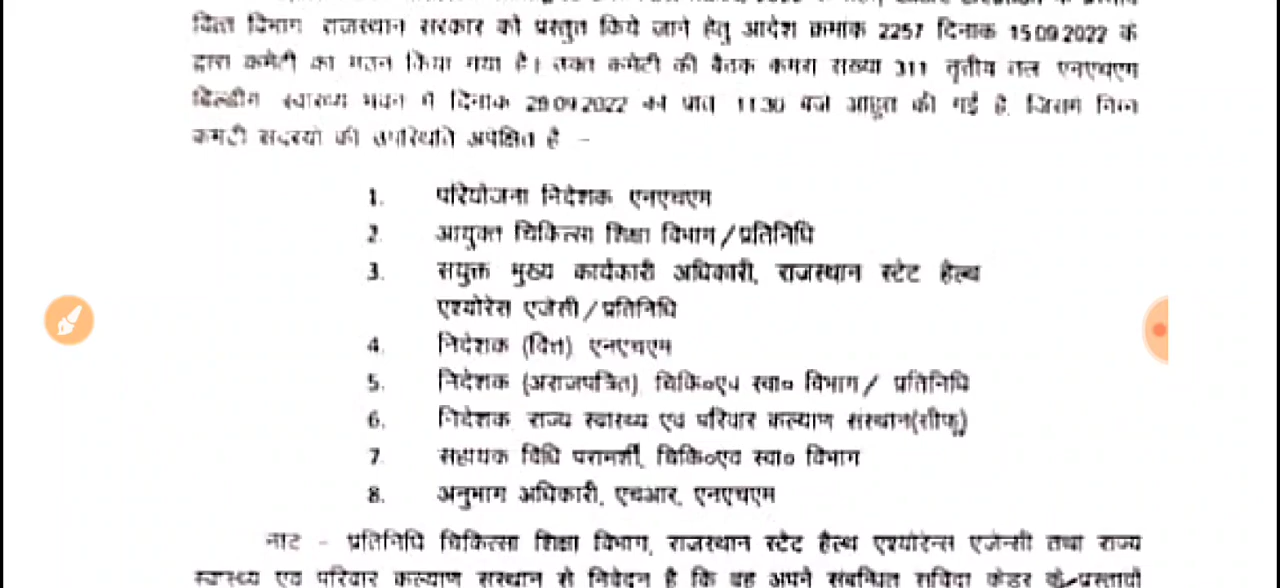 वित्त विभाग राजस्थान सरकार को प्रस्तुत किये जाने हेतु आदेश क्रमांक 2257 दिनांक 15.09.2022 के
द्वारा कमेटी का गठन किया गया है। उक्त कमेटी की बैठक कमरा संख्या 311 तृतीय तल एनएचएम
बिल्डींग स्वास्थ्य भवन में दिनांक 29.09.2022 को प्रातः 11.30 बजे आहुत की गई है, जिसमें निम्न
कमेटी सदस्यों की उपस्थिति अपेक्षित है –
1. परियोजना निदेशक एनएचएम
2. आयुक्त चिकित्सा शिक्षा विभाग/प्रतिनिधि
3. संयुक्त मुख्य कार्यकारी अधिकारी, राजस्थान स्टेट हैल्थ
एश्योरेंस एजेंसी/प्रतिनिधि
4. निदेशक (वित्त) एनएचएम
5. निदेशक (अराजपत्रित) चिकि०एवं स्वा० विभाग/ प्रतिनिधि
6. निदेशक राज्य स्वास्थ्य एवं परिवार कल्याण संस्थान(सीफू)
7. सहायक विधि परामर्शी, चिकि०एवं स्वा० विभाग
8. अनुभाग अधिकारी, एचआर, एनएचएम
नोट – प्रतिनिधि चिकित्सा शिक्षा विभाग, राजस्थान स्टेट हैल्थ एश्योरेन्स एजेन्सी तथा राज्य
स्वास्थ्य एवं परिवार कल्याण संस्थान से निवेदन है कि वह अपने संबन्धित संविदा केडर के प्रस्तावों